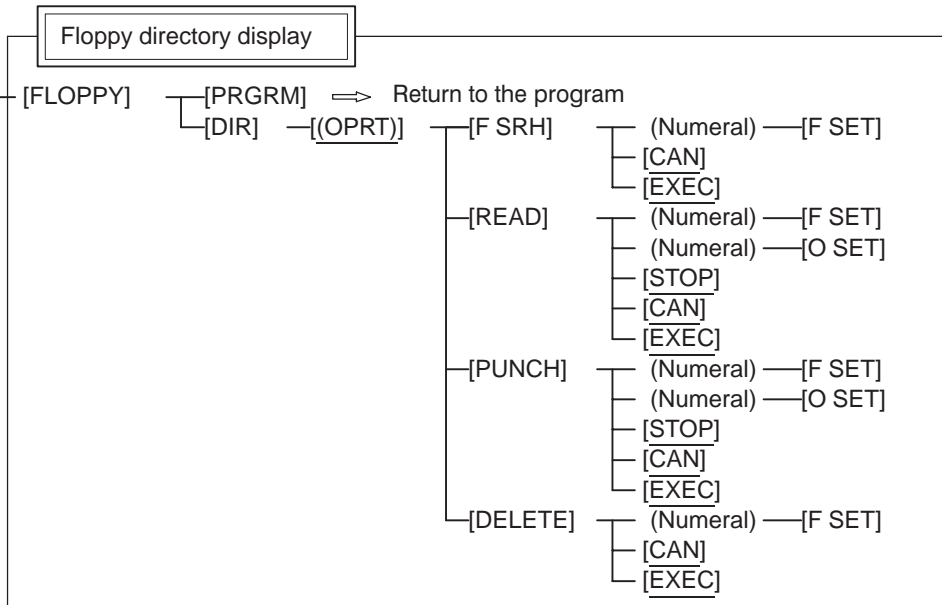 Floppy directory display
[FLOPPY] [PRGRM] ⇒ Return to the program
[DIR] [(OPRT)] [F SRH] (Numeral) [F SET]
[CAN]
[EXEC]
[READ] (Numeral) [F SET]
(Numeral) [O SET]
[STOP]
[CAN]
[EXEC]
[PUNCH] (Numeral) [F SET]
(Numeral) [O SET]
[STOP]
[CAN]
[EXEC]
[DELETE] (Numeral) [F SET]
[CAN]
[EXEC]